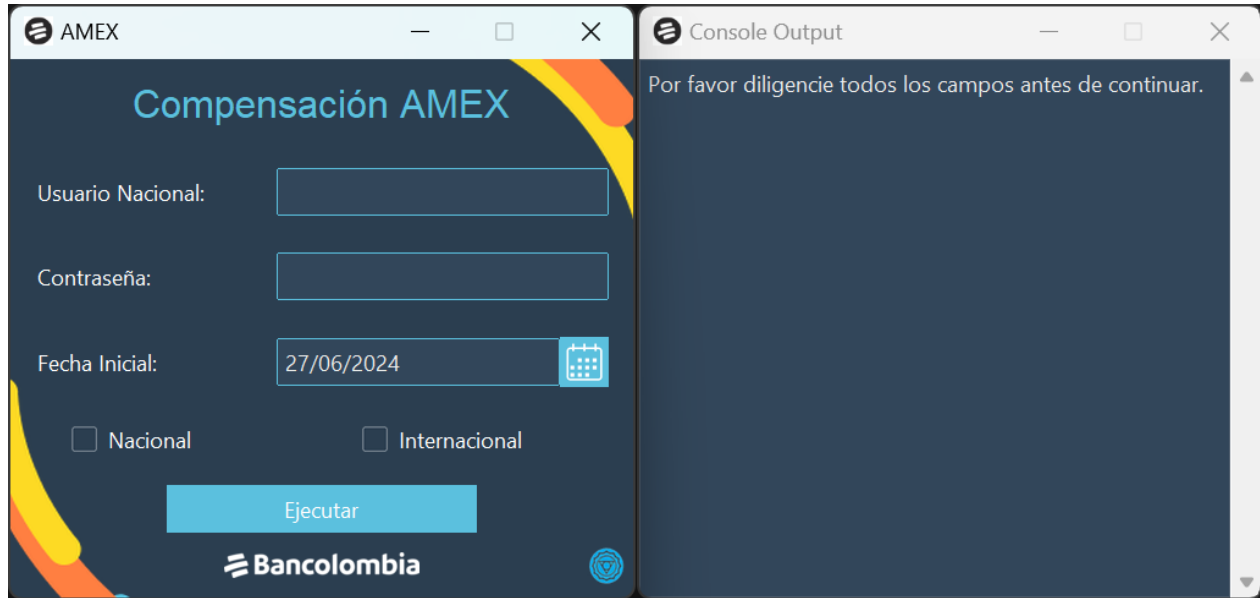 AMEX
Compensación AMEX
Usuario Nacional:
Contraseña:
Fecha Inicial:
27/06/2024
Nacional
Internacional
Ejecutar
Bancolombia
Console Output
Por favor diligencie todos los campos antes de continuar.